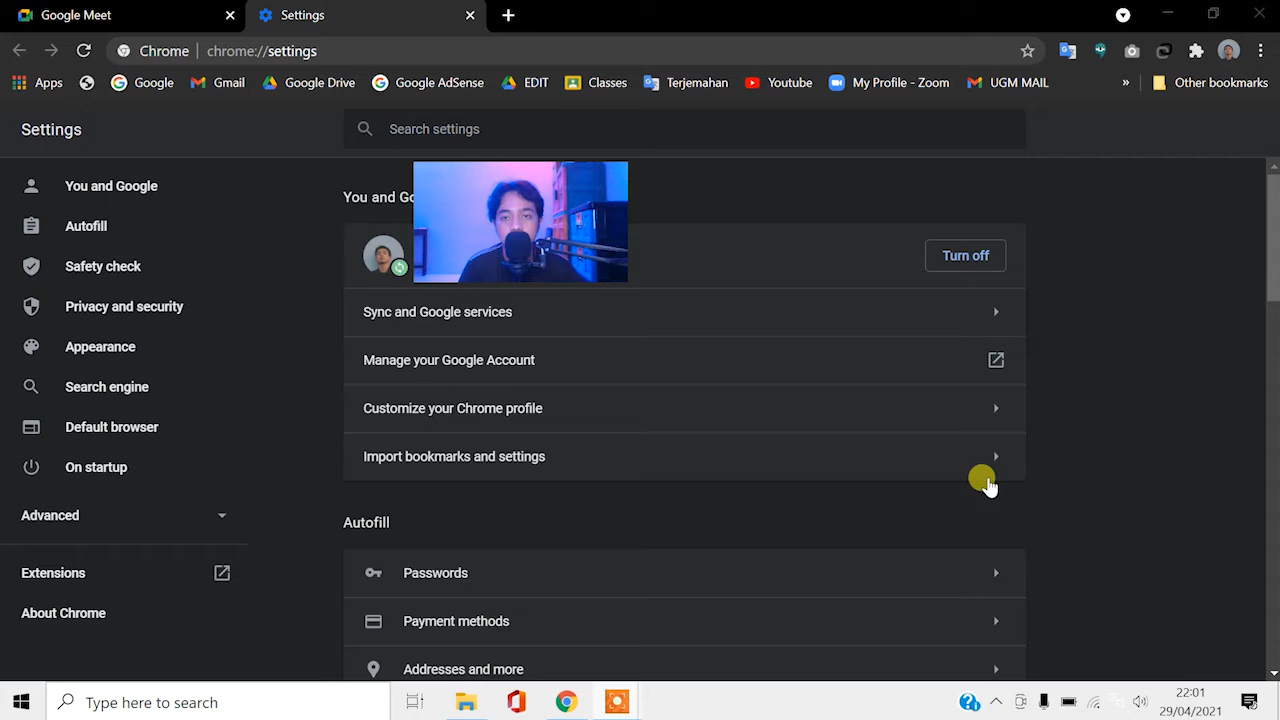 Google Meet
Settings
Chrome | chrome://settings
Apps
Google
Gmail
Google Drive
Google AdSense
EDIT
Classes
Terjemahan
Youtube
My Profile - Zoom
UGM MAIL
»
Other bookmarks
Settings
Search settings
You and Google
Autofill
Safety check
Privacy and security
Appearance
Search engine
Default browser
On startup
Advanced
Extensions
About Chrome
You and Go
Turn off
Sync and Google services
Manage your Google Account
Customize your Chrome profile
Import bookmarks and settings
Autofill
Passwords
Payment methods
Addresses and more
Type here to search
22:01
29/04/2021